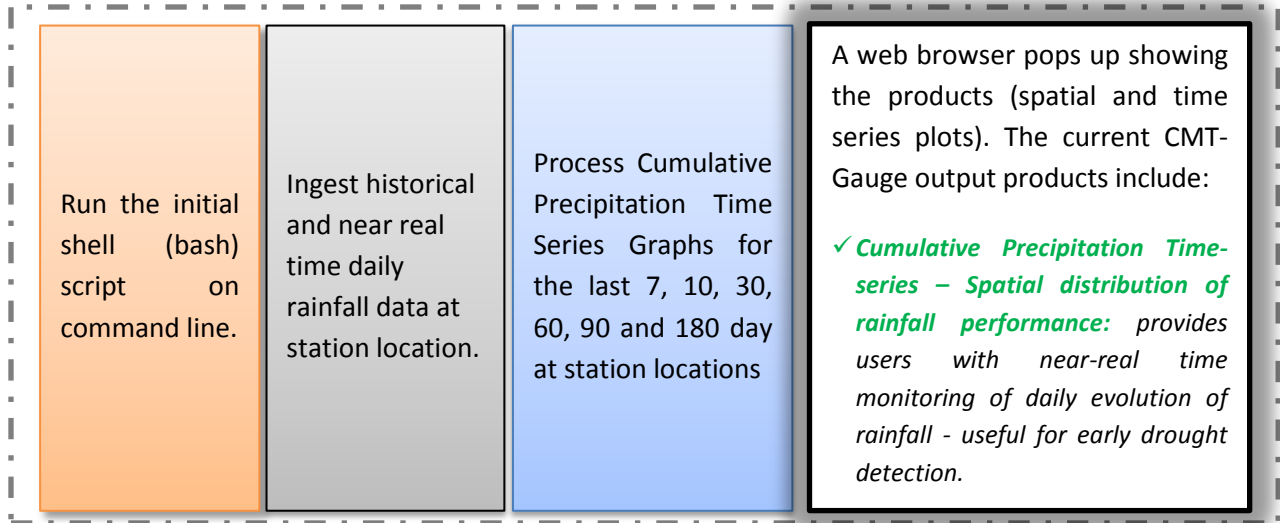 Run the initial
shell (bash)
script on
command line.
Ingest historical
and near real
time daily
rainfall data at
station location.
Process Cumulative
Precipitation Time
Series Graphs for
the last 7, 10, 30,
60, 90 and 180 day
at station locations
A web browser pops up showing
the products (spatial and time
series plots). The current CMT-
Gauge output products include:
✓ Cumulative Precipitation Time-
series – Spatial distribution of
rainfall performance: provides
users with near-real time
monitoring of daily evolution of
rainfall - useful for early drought
detection.